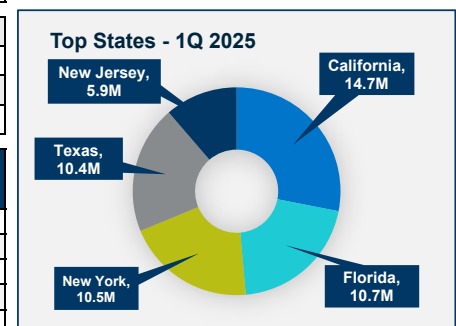 Top States - 1Q 2025
New Jersey,
5.9M
California,
14.7M
Texas,
10.4M
New York,
10.5M
Florida,
10.7M